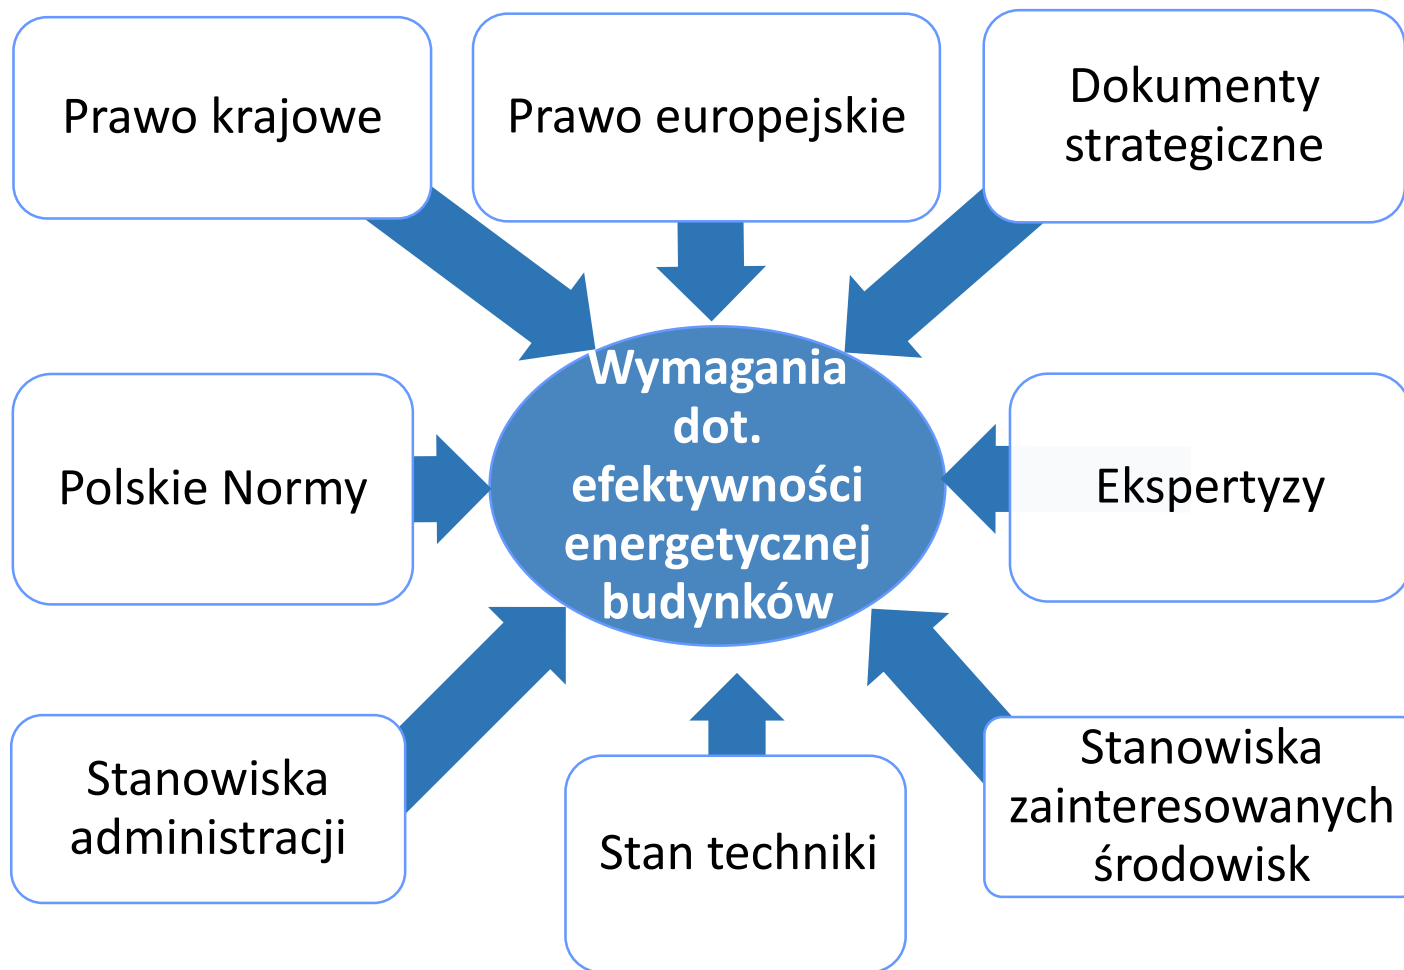 Prawo krajowe
Prawo europejskie
Dokumenty
strategiczne
Wymagania
dot.
efektywności
energetycznej
budynków
Polskie Normy
Ekspertyzy
Stanowiska
administracji
Stan techniki
Stanowiska
zainteresowanych
środowisk